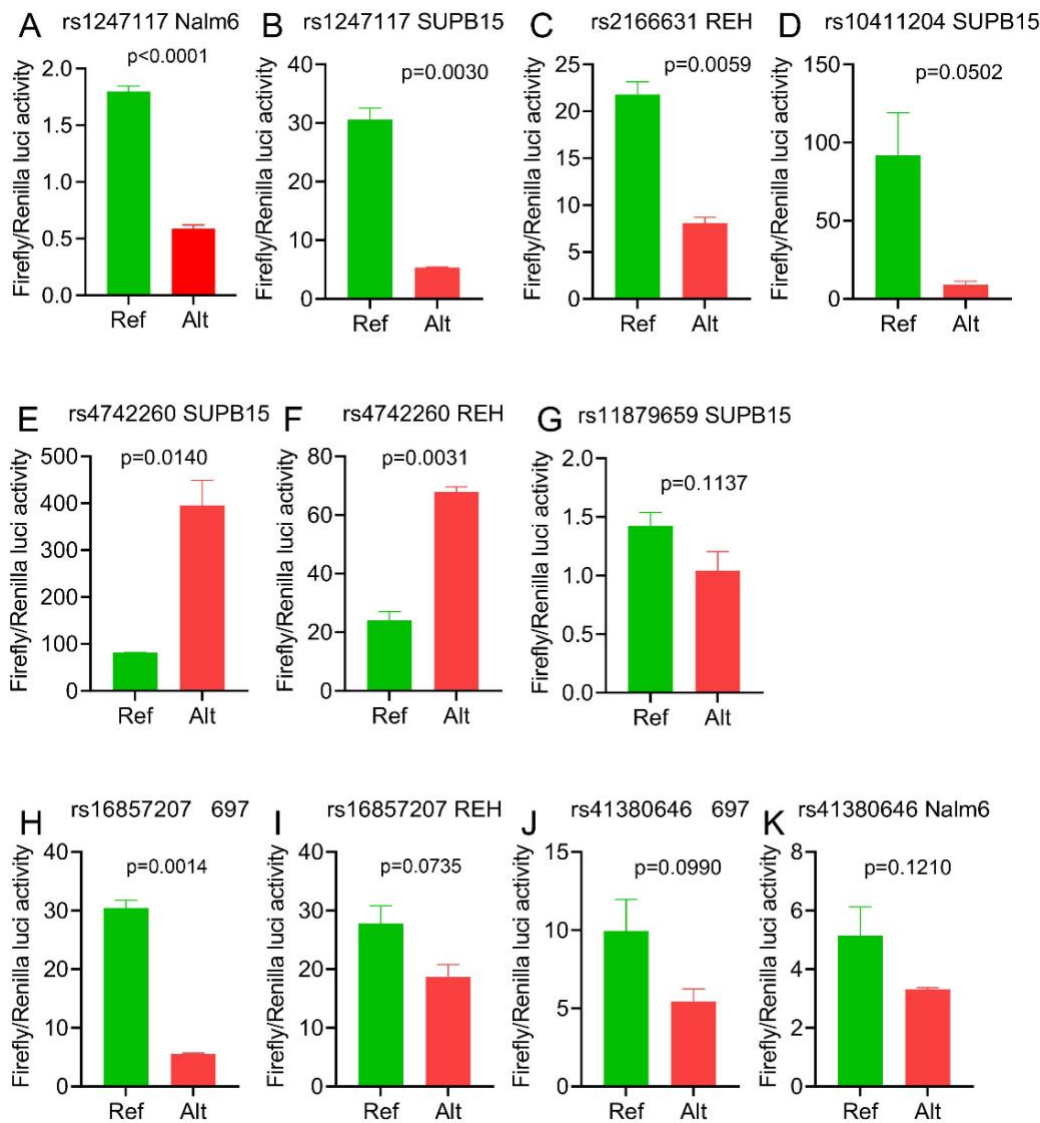 A rs1247117 Nalm6
p<0.0001
Firefly/Renilla luci activity
2.0
1.5
1.0
0.5
0.0
Ref Alt
B rs1247117 SUPB15
p=0.0030
Firefly/Renilla luci activity
40
30
20
10
0
Ref Alt
C rs2166631 REH
p=0.0059
Firefly/Renilla luci activity
25
20
15
10
5
0
Ref Alt
D rs10411204 SUPB15
p=0.0502
Firefly/Renilla luci activity
150
100
50
0
Ref Alt
E rs4742260 SUPB15
p=0.0140
Firefly/Renilla luci activity
500
400
300
200
100
0
Ref Alt
F rs4742260 REH
p=0.0031
Firefly/Renilla luci activity
80
60
40
20
0
Ref Alt
G rs11879659 SUPB15
p=0.1137
Firefly/Renilla luci activity
2.0
1.5
1.0
0.5
0.0
Ref Alt
H rs16857207 697
p=0.0014
Firefly/Renilla luci activity
40
30
20
10
0
Ref Alt
I rs16857207 REH
p=0.0735
Firefly/Renilla luci activity
40
30
20
10
0
Ref Alt
J rs41380646 697
p=0.0990
Firefly/Renilla luci activity
15
10
5
0
Ref Alt
K rs41380646 Nalm6
p=0.1210
Firefly/Renilla luci activity
8
6
4
2
0
Ref Alt